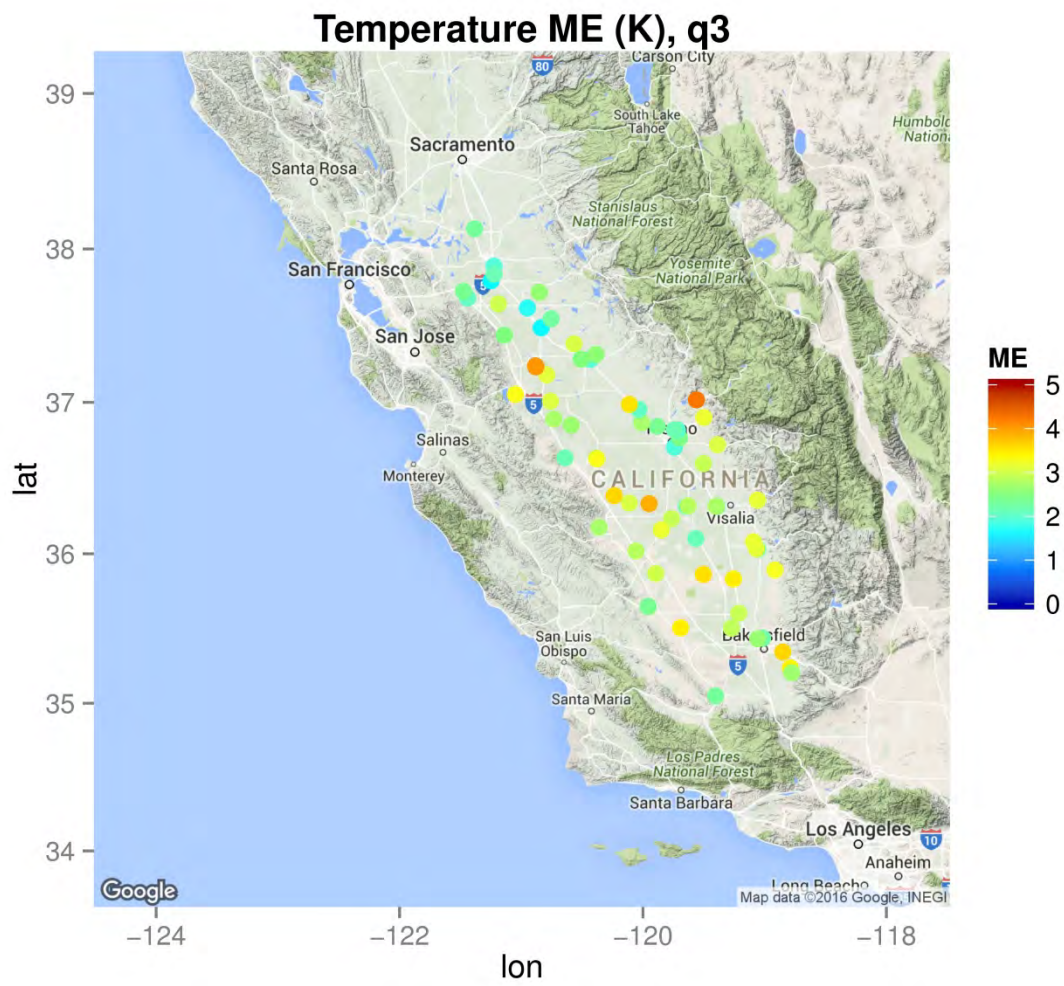 Temperature ME (K), q3
80
Carson City
39
South Lake
Tahoe
Sacramento
Santa Rosa
Stanislaus
National Forest
38
San Francisco
5
Yosemite
National Park
San Jose
ME
5
4
3
2
1
0
37
5
Salinas
Monterey
CALIFORNIA
Visalia
36
lat
San Luis
Obispo
5
35
Santa Maria
Los Padres
National Forest
Santa Barbara
Los Angeles
10
34
Anaheim
Long Beach
Google
Map data ©2016 Google, INEGI
−124
−122
−120
−118
lon